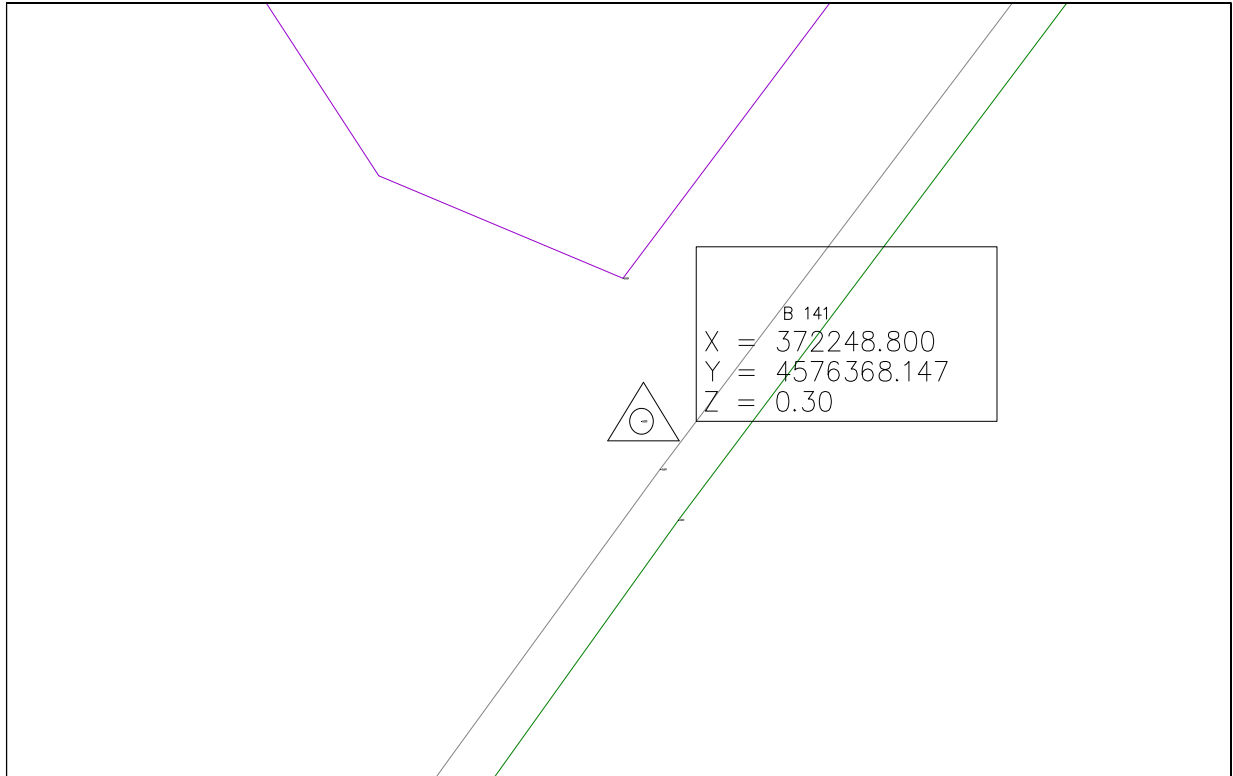 B 141
X = 372248.800
Y = 4576368.147
Z = 0.30